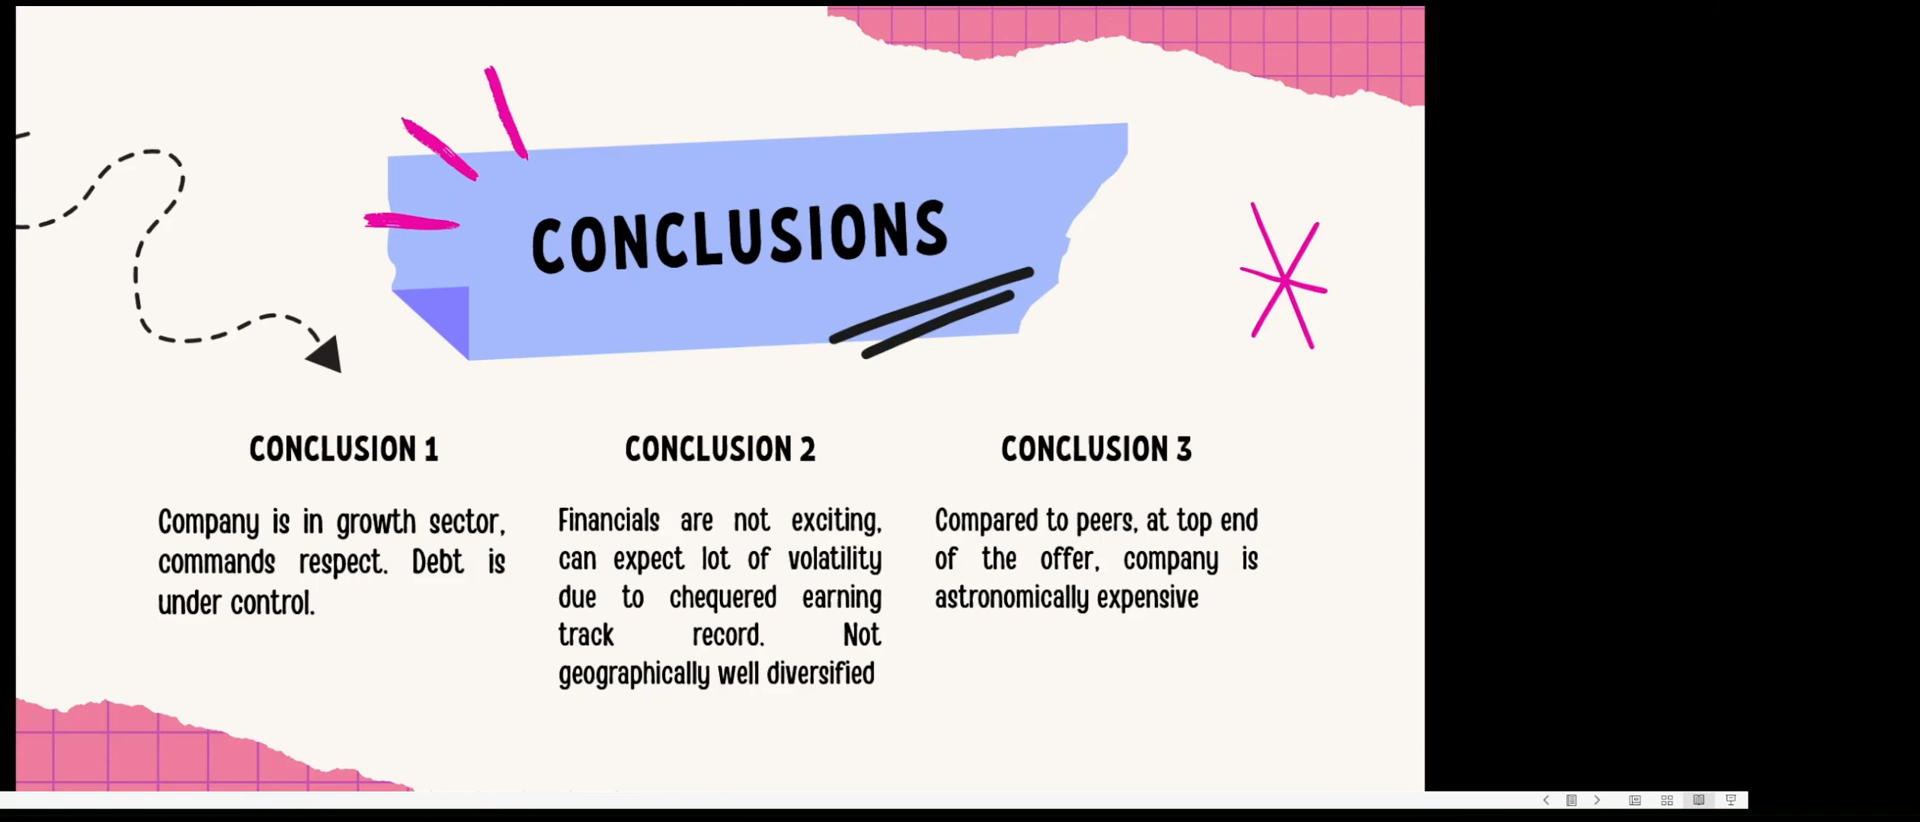 CONCLUSIONS
CONCLUSION 1
Company is in growth sector,
commands respect. Debt is
under control.
CONCLUSION 2
Financials are not exciting,
can expect lot of volatility
due to chequered earning
track record. Not
geographically well diversified
CONCLUSION 3
Compared to peers, at top end
of the offer, company is
astronomically expensive